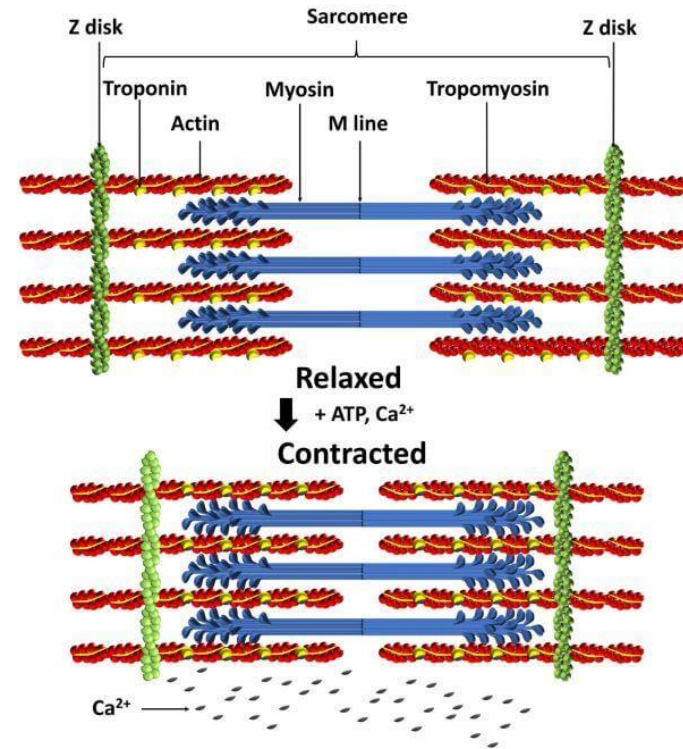 Sarcomere
Z disk
Z disk
Troponin
Myosin
Tropomyosin
Actin
M line
Relaxed
+ ATP, Ca²⁺
Contracted
Ca²⁺